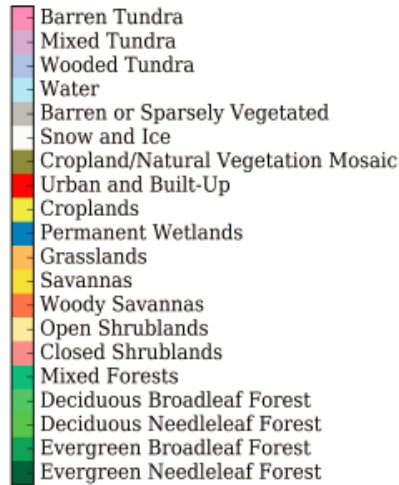 Barren Tundra
Mixed Tundra
Wooded Tundra
Water
Barren or Sparsely Vegetated
Snow and Ice
Cropland/Natural Vegetation Mosaic
Urban and Built-Up
Croplands
Permanent Wetlands
Grasslands
Savannas
Woody Savannas
Open Shrublands
Closed Shrublands
Mixed Forests
Deciduous Broadleaf Forest
Deciduous Needleleaf Forest
Evergreen Broadleaf Forest
Evergreen Needleleaf Forest